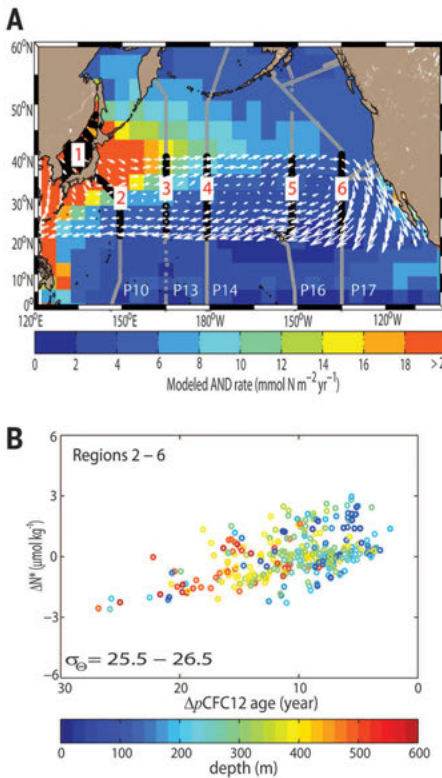 A
60°N
50
40
30
20
10
0°
1
2
3
4
5
6
P10
P13
P14
P16
P17
120°E
150°E
180°W
150°W
120°W
0 2 4 6 8 10 12 14 16 18 >2
Modeled AND rate (mmol N m⁻² yr⁻¹)
B
Regions 2 – 6
6
3
0
-3
-6
ΔN* (μmol kg⁻¹)
σΘ = 25.5 – 26.5
30 20 10 0
ΔpCFC12 age (year)
0 100 200 300 400 500 600
depth (m)